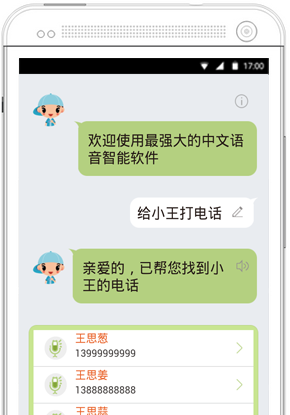 17:00
欢迎使用最强大的中文语
音智能软件
给小王打电话
亲爱的，已帮您找到小
王的电话
王思葱
13999999999
王思姜
13888888888
王思蒜